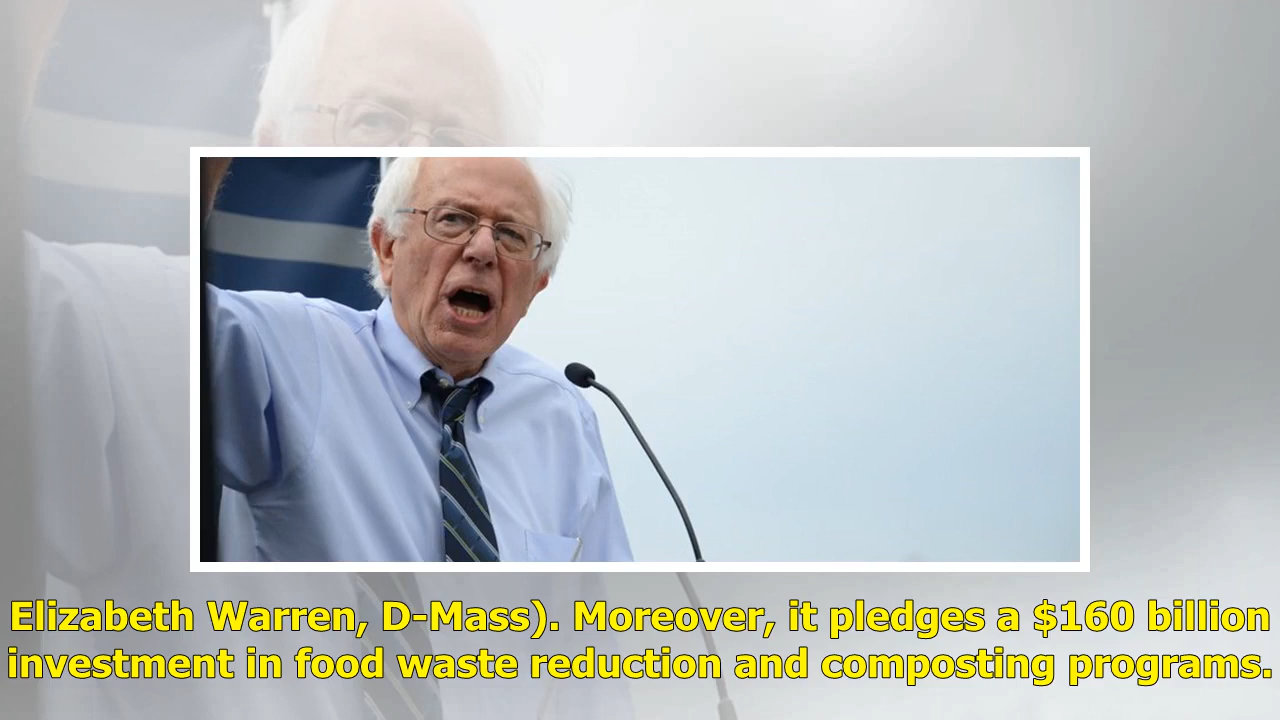 Elizabeth Warren, D-Mass). Moreover, it pledges a $160 billion
investment in food waste reduction and composting programs.